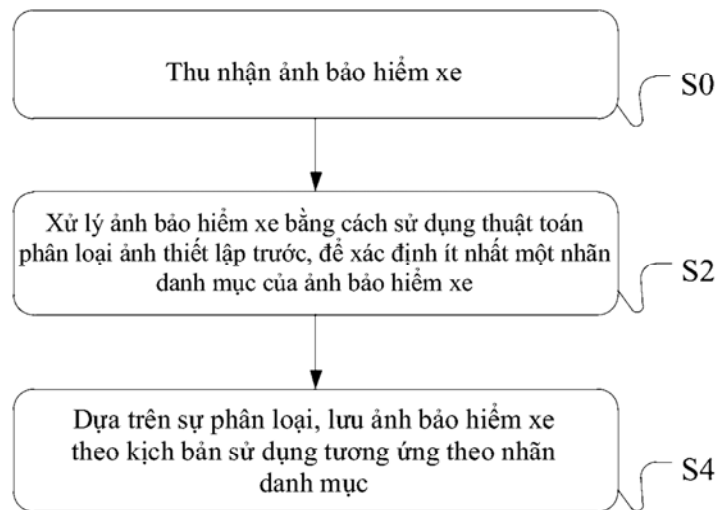 Thu nhận ảnh bảo hiểm xe
S0
Xử lý ảnh bảo hiểm xe bằng cách sử dụng thuật toán
phân loại ảnh thiết lập trước, để xác định ít nhất một nhãn
danh mục của ảnh bảo hiểm xe
S2
Dựa trên sự phân loại, lưu ảnh bảo hiểm xe
theo kịch bản sử dụng tương ứng theo nhãn
danh mục
S4